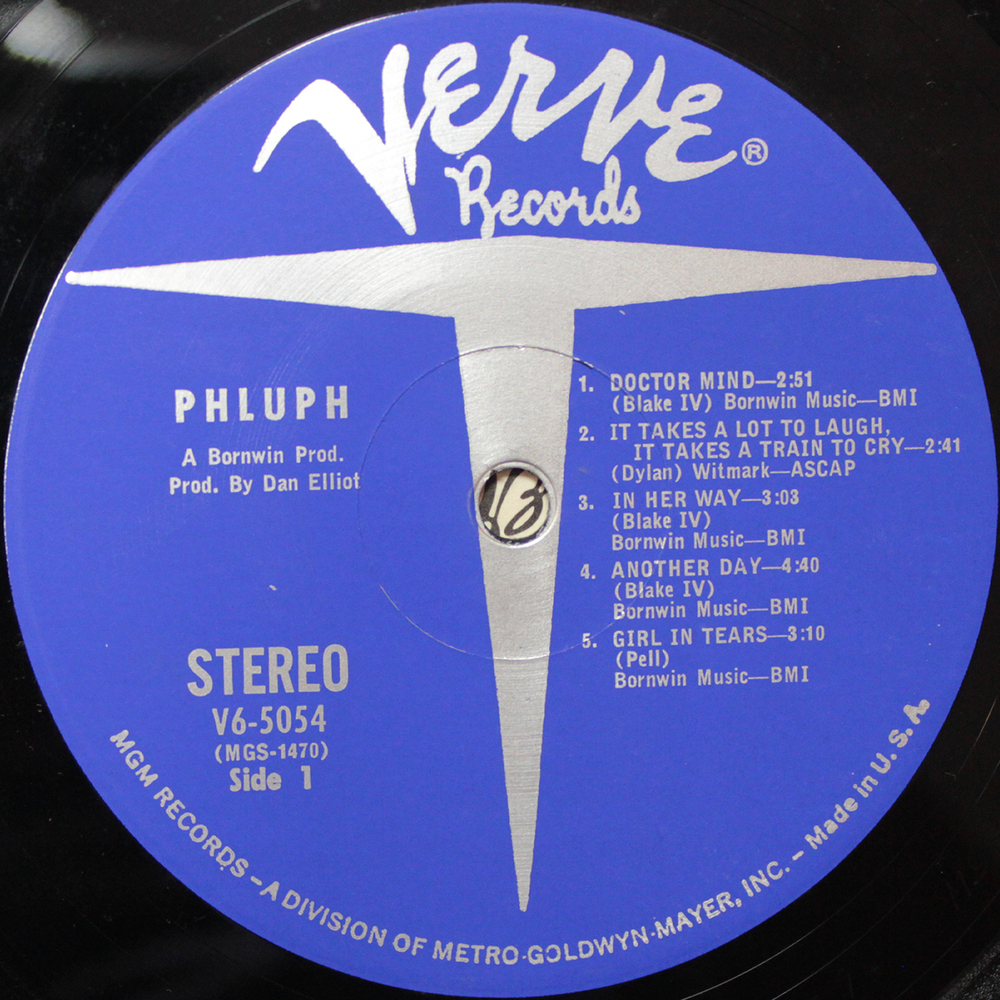 Verve ®
Records
PHLUPH
A Bornwin Prod.
Prod. By Dan Elliot
STEREO
V6-5054
(MGS-1470)
Side 1
1. DOCTOR MIND—2:51
(Blake IV) Bornwin Music—BMI
2. IT TAKES A LOT TO LAUGH,
IT TAKES A TRAIN TO CRY—2:41
(Dylan) Witmark—ASCAP
3. IN HER WAY—3:03
(Blake IV)
Bornwin Music—BMI
4. ANOTHER DAY—4:40
(Blake IV)
Bornwin Music—BMI
5. GIRL IN TEARS—3:10
(Pell)
Bornwin Music—BMI
MGM RECORDS – A DIVISION OF METRO-GOLDWYN-MAYER, INC. – Made in U.S.A.